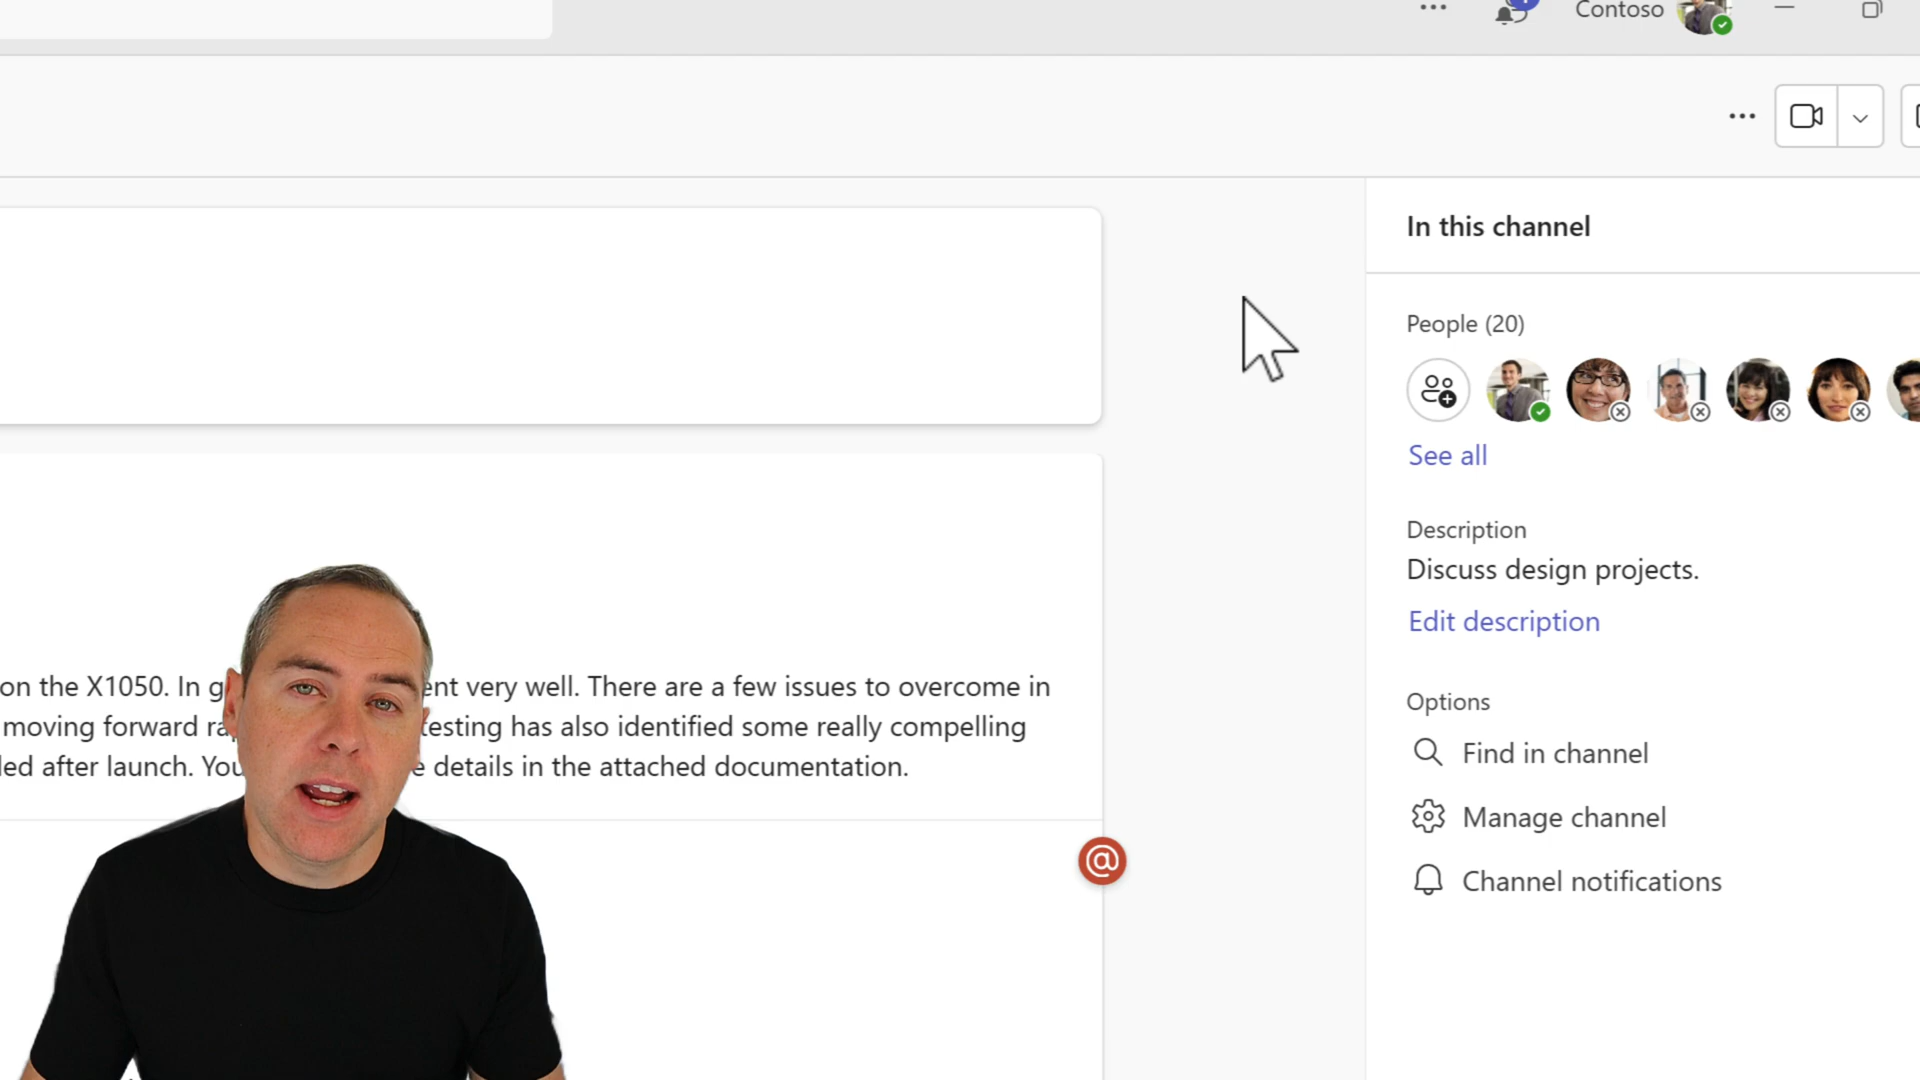 Contoso
In this channel
People (20)
See all
Description
Discuss design projects.
Edit description
Options
Find in channel
Manage channel
Channel notifications
on the X1050. In g ent very well. There are a few issues to overcome in
moving forward ra testing has also identified some really compelling
led after launch. You e details in the attached documentation.
@